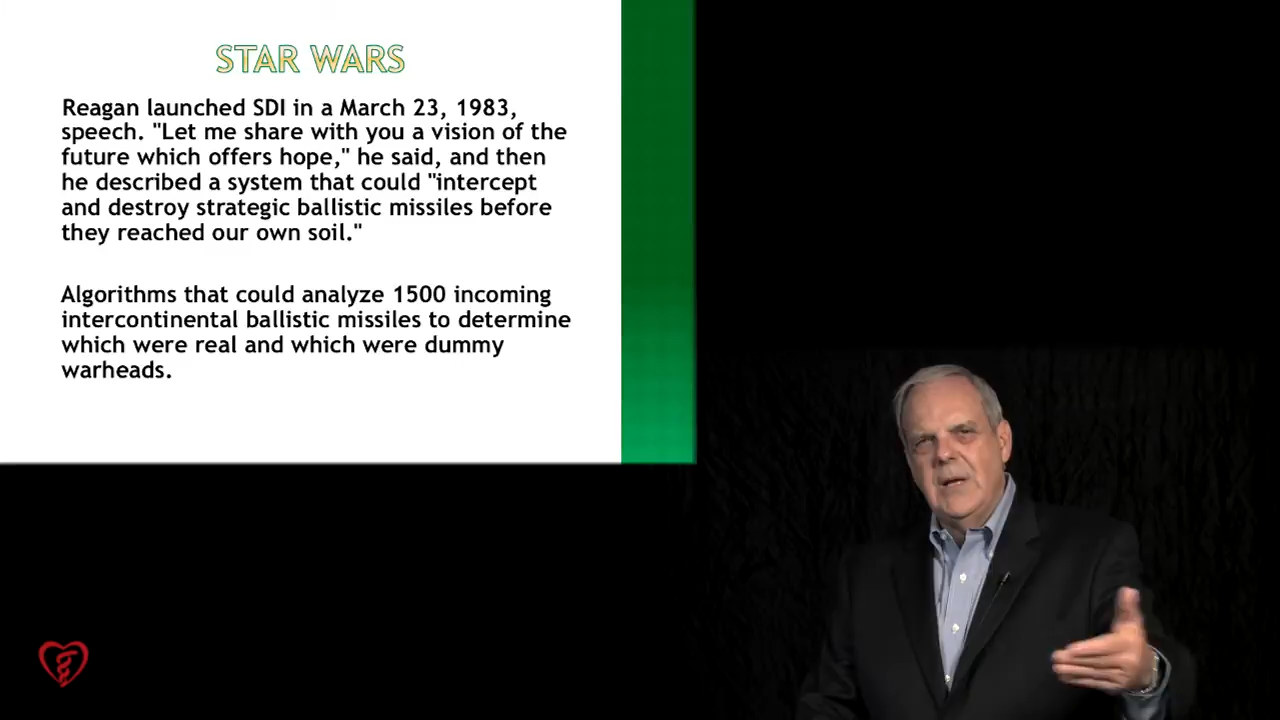 STAR WARS
Reagan launched SDI in a March 23, 1983,
speech. "Let me share with you a vision of the
future which offers hope," he said, and then
he described a system that could "intercept
and destroy strategic ballistic missiles before
they reached our own soil."
Algorithms that could analyze 1500 incoming
intercontinental ballistic missiles to determine
which were real and which were dummy
warheads.